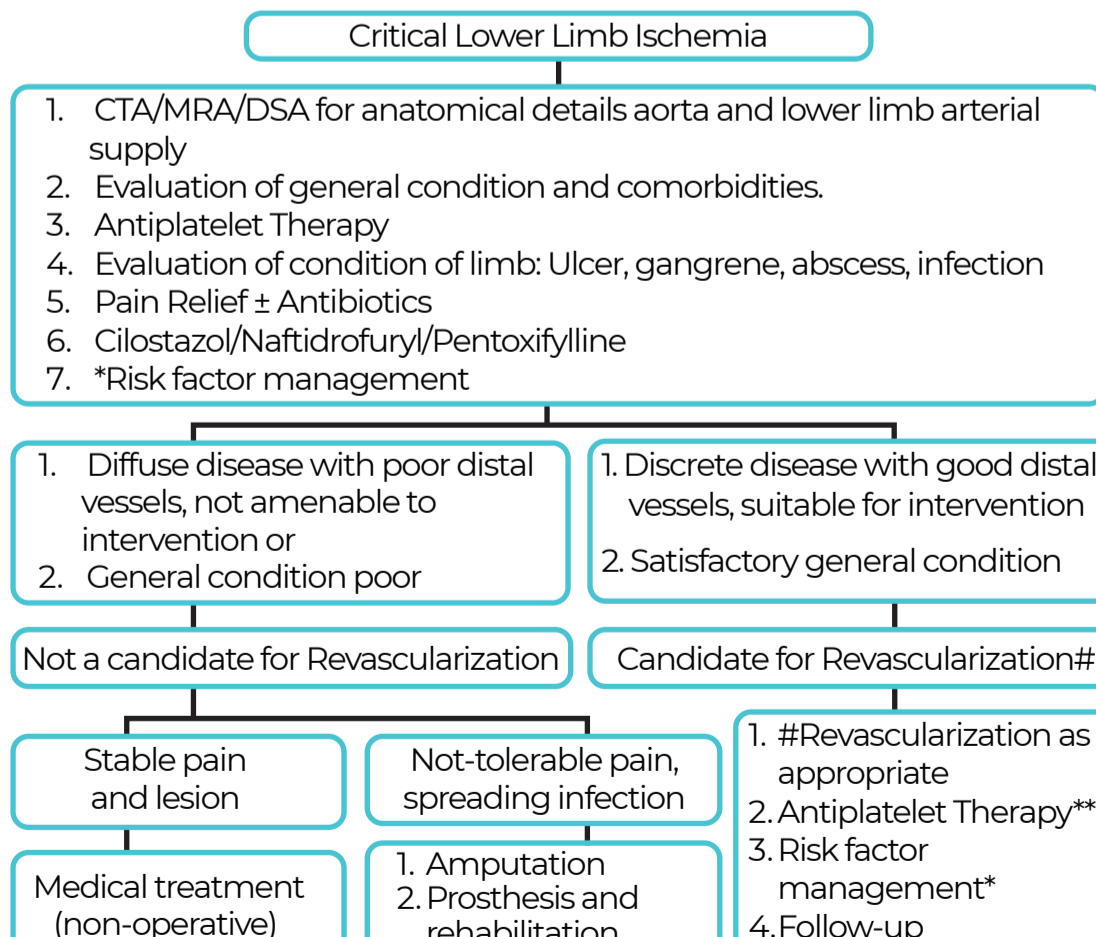 Critical Lower Limb Ischemia
1. CTA/MRA/DSA for anatomical details aorta and lower limb arterial
supply
2. Evaluation of general condition and comorbidities.
3. Antiplatelet Therapy
4. Evaluation of condition of limb: Ulcer, gangrene, abscess, infection
5. Pain Relief ± Antibiotics
6. Cilostazol/Naftidrofuryl/Pentoxifylline
7. *Risk factor management
1. Diffuse disease with poor distal
vessels, not amenable to
intervention or
2. General condition poor
1. Discrete disease with good distal
vessels, suitable for intervention
2. Satisfactory general condition
Not a candidate for Revascularization
Candidate for Revascularization#
Stable pain
and lesion
Not-tolerable pain,
spreading infection
1. #Revascularization as
appropriate
2. Antiplatelet Therapy**
3. Risk factor
management*
4. Follow-up
Medical treatment
(non-operative)
1. Amputation
2. Prosthesis and
rehabilitation